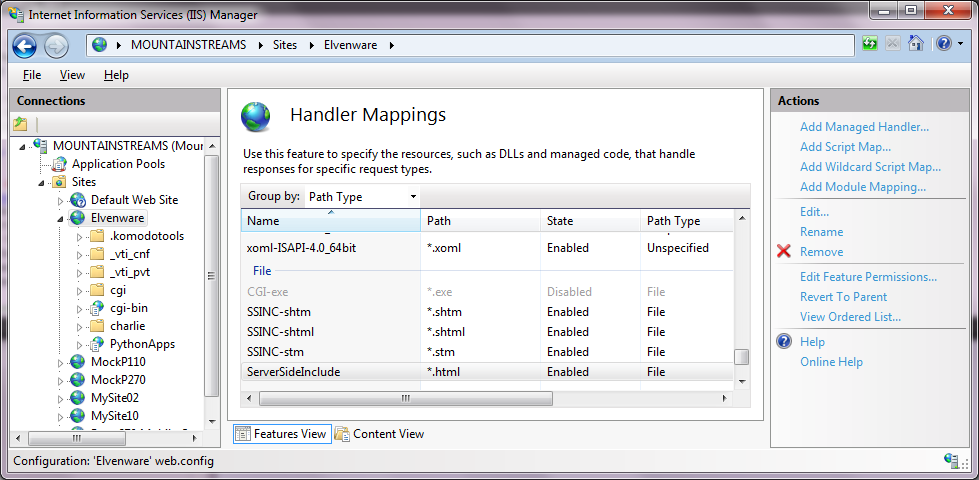 Internet Information Services (IIS) Manager
MOUNTAINSTREAMS Sites Elvenware
File View Help
Connections
MOUNTAINSTREAMS (Mour
Application Pools
Sites
Default Web Site
Elvenware
.komodotools
_vti_cnf
_vti_pvt
cgi
cgi-bin
charlie
PythonApps
MockP110
MockP270
MySite02
MySite10
Handler Mappings
Use this feature to specify the resources, such as DLLs and managed code, that handle
responses for specific request types.
Group by: Path Type
Name Path State Path Type
xoml-ISAPI-4.0_64bit *.xoml Enabled Unspecified
File
CGI-exe *.exe Disabled File
SSINC-shtm *.shtm Enabled File
SSINC-shtml *.shtml Enabled File
SSINC-stm *.stm Enabled File
ServerSideInclude *.html Enabled File
Features View Content View
Actions
Add Managed Handler...
Add Script Map...
Add Wildcard Script Map...
Add Module Mapping...
Edit...
Rename
Remove
Edit Feature Permissions...
Revert To Parent
View Ordered List...
Help
Online Help
Configuration: 'Elvenware' web.config